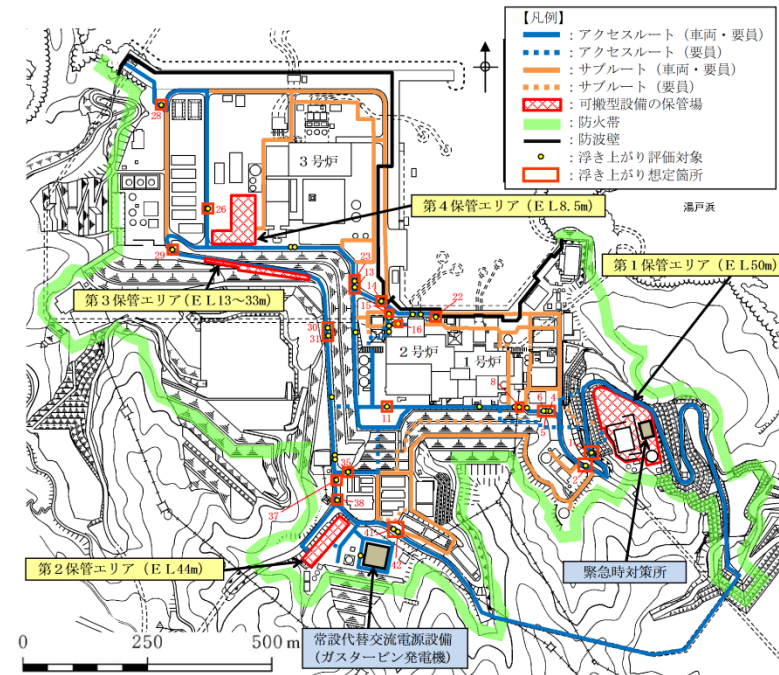 【凡例】
：アクセスルート（車両・要員）
：アクセスルート（要員）
：サブルート（車両・要員）
：サブルート（要員）
：可搬型設備の保管場
：防火帯
：防波壁
：浮き上がり評価対象
：浮き上がり想定箇所
28
3号炉
湯戸浜
26
第4保管エリア（EL8.5m）
29
23
第1保管エリア（EL50m）
13
14
第3保管エリア（EL13～33m）
15
22
16
30
31
2号炉
1号炉
8
6
4
11
5
1
2
35
37
38
41
42
第2保管エリア（EL44m）
緊急時対策所
0
250
500 m
常設代替交流電源設備
（ガスタービン発電機）